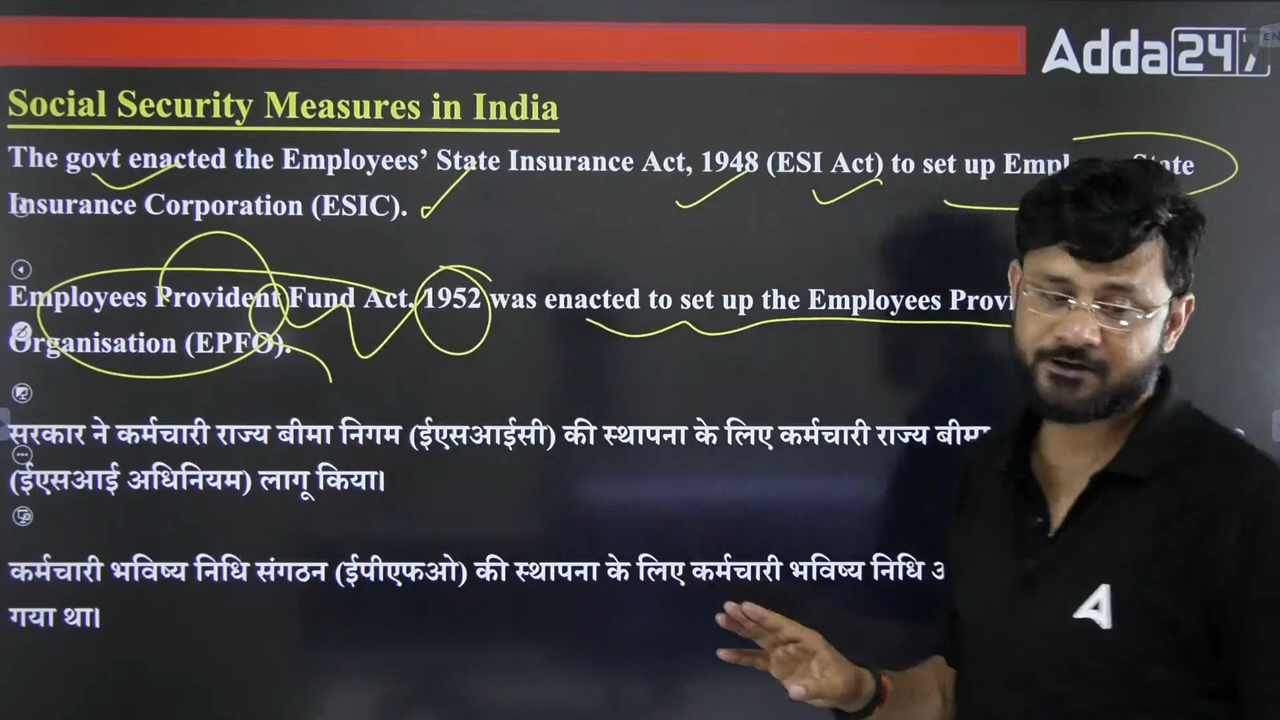 Adda247
Social Security Measures in India
The govt enacted the Employees’ State Insurance Act, 1948 (ESI Act) to set up State
Insurance Corporation (ESIC).
Employees Provident Fund Act, 1952 was enacted to set up the Employees
Organisation (EPFO).
सरकार ने कर्मचारी राज्य बीमा निगम (ईएसआईसी) की स्थापना के लिए कर्मचारी राज्य बीमा
(ईएसआई अधिनियम) लागू किया।
कर्मचारी भविष्य निधि संगठन (ईपीएफओ) की स्थापना के लिए कर्मचारी भविष्य निधि
गया था।